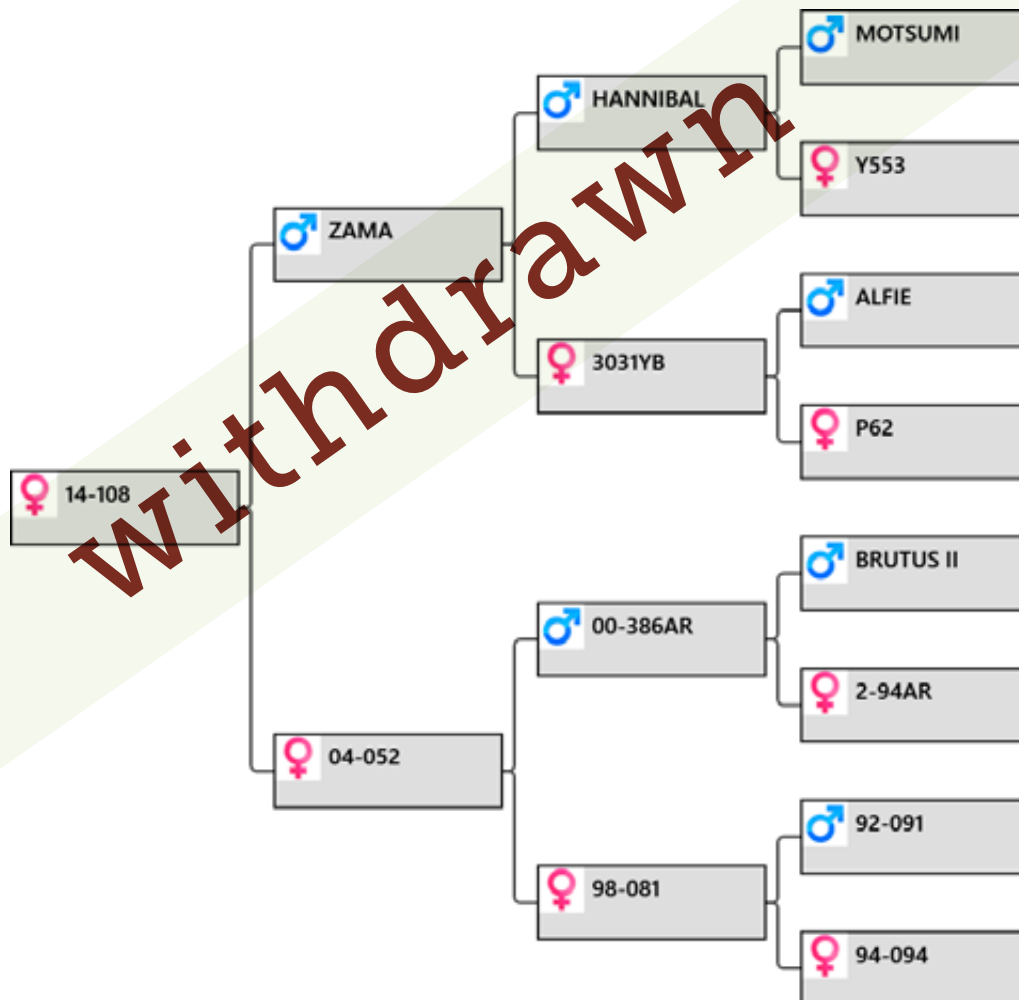 MOTSUMI
HANNIBAL
Y553
ZAMA
ALFIE
3031YB
P62
14-108
withdrawn
BRUTUS II
00-386AR
2-94AR
04-052
92-091
98-081
94-094